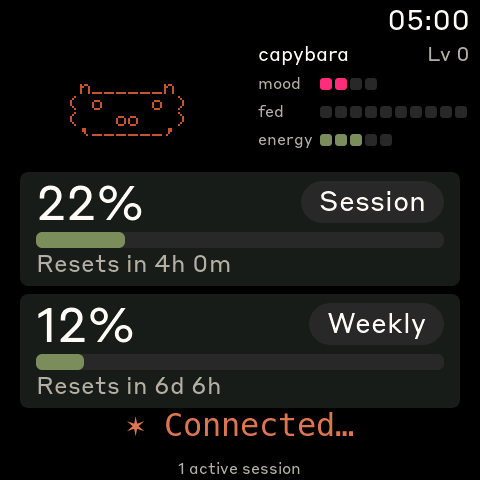 05:00
capybara Lv 0
mood
fed
energy
22% Session
Resets in 4h 0m
12% Weekly
Resets in 6d 6h
✶ Connected…
1 active session